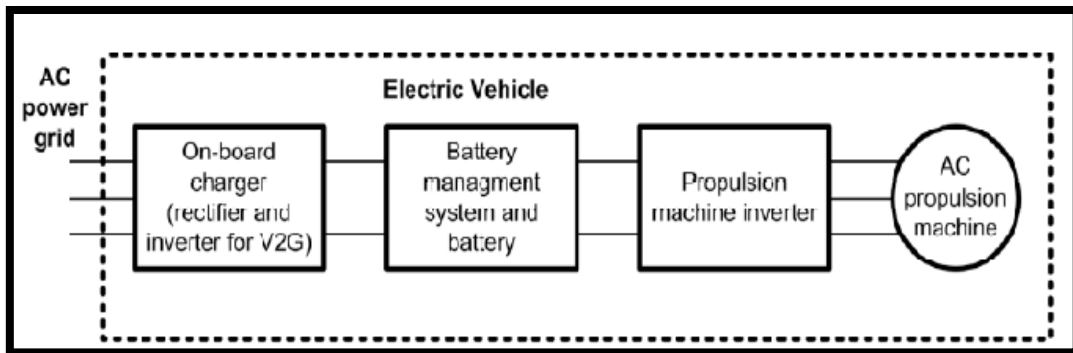 AC
power
grid
Electric Vehicle
On-board
charger
(rectifier and
inverter for V2G)
Battery
managment
system and
battery
Propulsion
machine inverter
AC
propulsion
machine